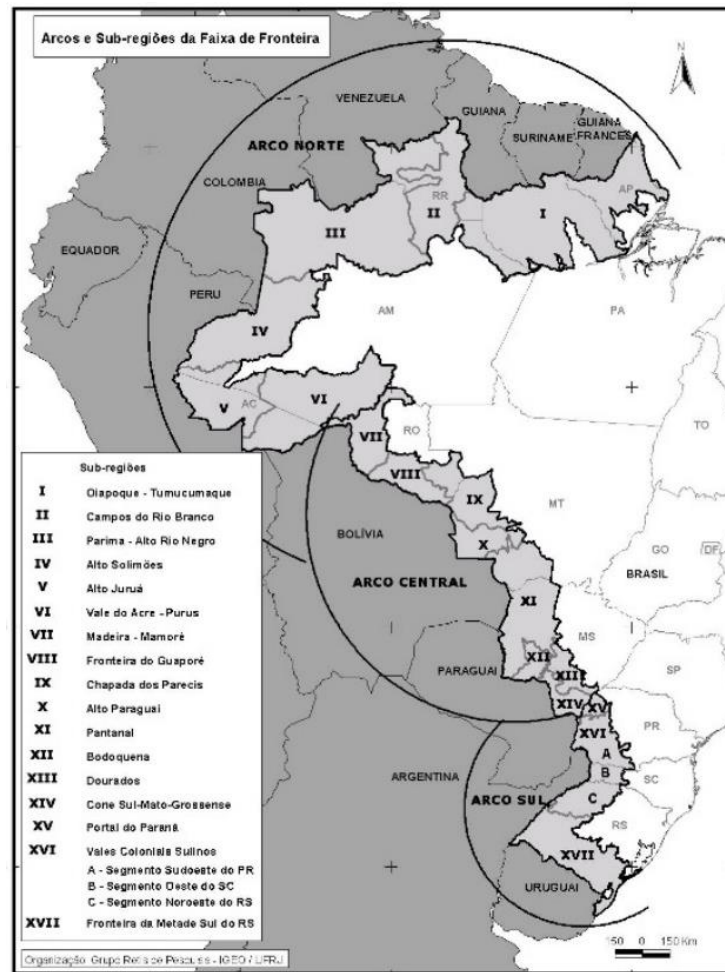 Arcos e Sub-regiões da Faixa de Fronteira
N
VENEZUELA
GUIANA
SURINAME
GUIANA
FRANCESA
ARCO NORTE
COLOMBIA
RR
AP
II
I
III
EQUADOR
PERU
IV
AM
PA
V
AC
VI
TO
VII
RO
VIII
IX
MT
BOLÍVIA
X
GO
DF
BRASIL
ARCO CENTRAL
XI
MS
XII
SP
PARAGUAI
XIII
XIV
XV
PR
XVI
A
ARGENTINA
B
SC
ARCO SUL
C
RS
XVII
URUGUAI
150 0 150 Km
Sub-regiões
I Oiapoque - Tumucumaque
II Campos do Rio Branco
III Parima - Alto Rio Negro
IV Alto Solimões
V Alto Juruá
VI Vale do Acre - Purus
VII Madeira - Mamoré
VIII Fronteira do Guaporé
IX Chapada dos Parecis
X Alto Paraguai
XI Pantanal
XII Bodoquena
XIII Dourados
XIV Cone Sul-Mato-Grossense
XV Portal do Paraná
XVI Vales Coloniais Sulinos
A - Segmento Sudoeste do PR
B - Segmento Oeste do SC
C - Segmento Noroeste do RS
XVII Fronteira da Metade Sul do RS
Organização: Grupo Retis de Pesquisa - IGEO / UFRJ